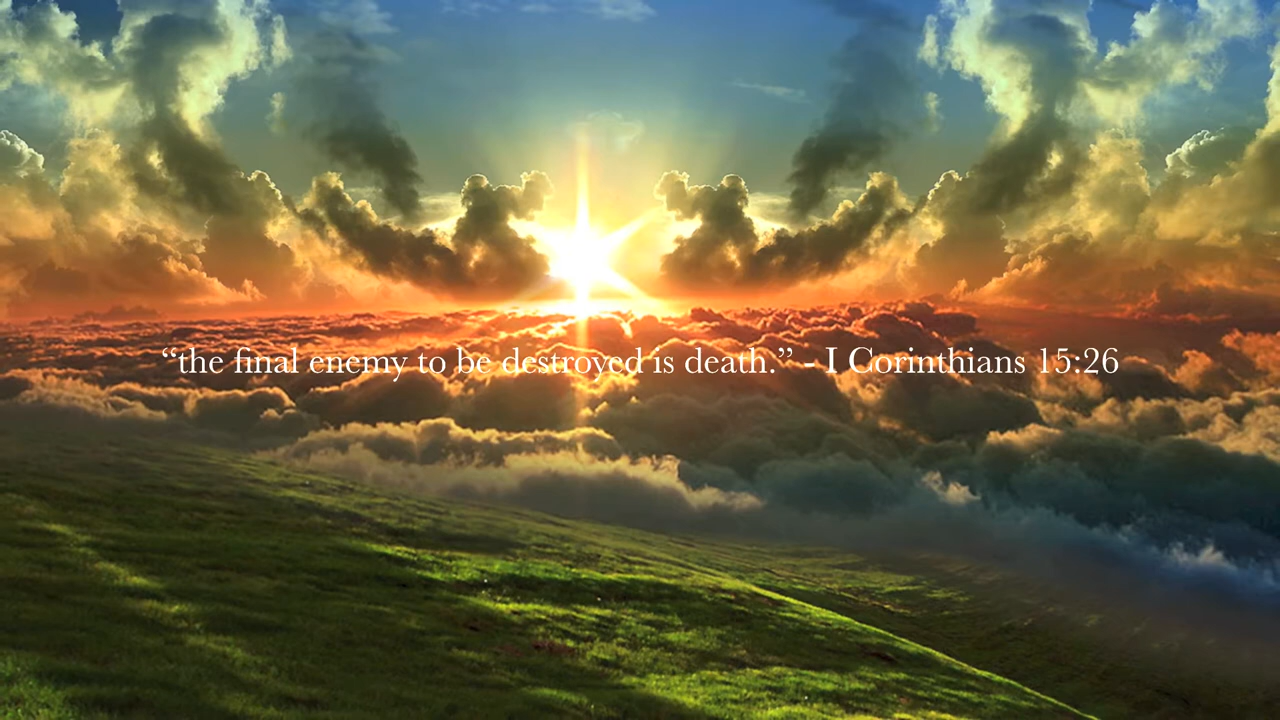 “the final enemy to be destroyed is death.” - I Corinthians 15:26